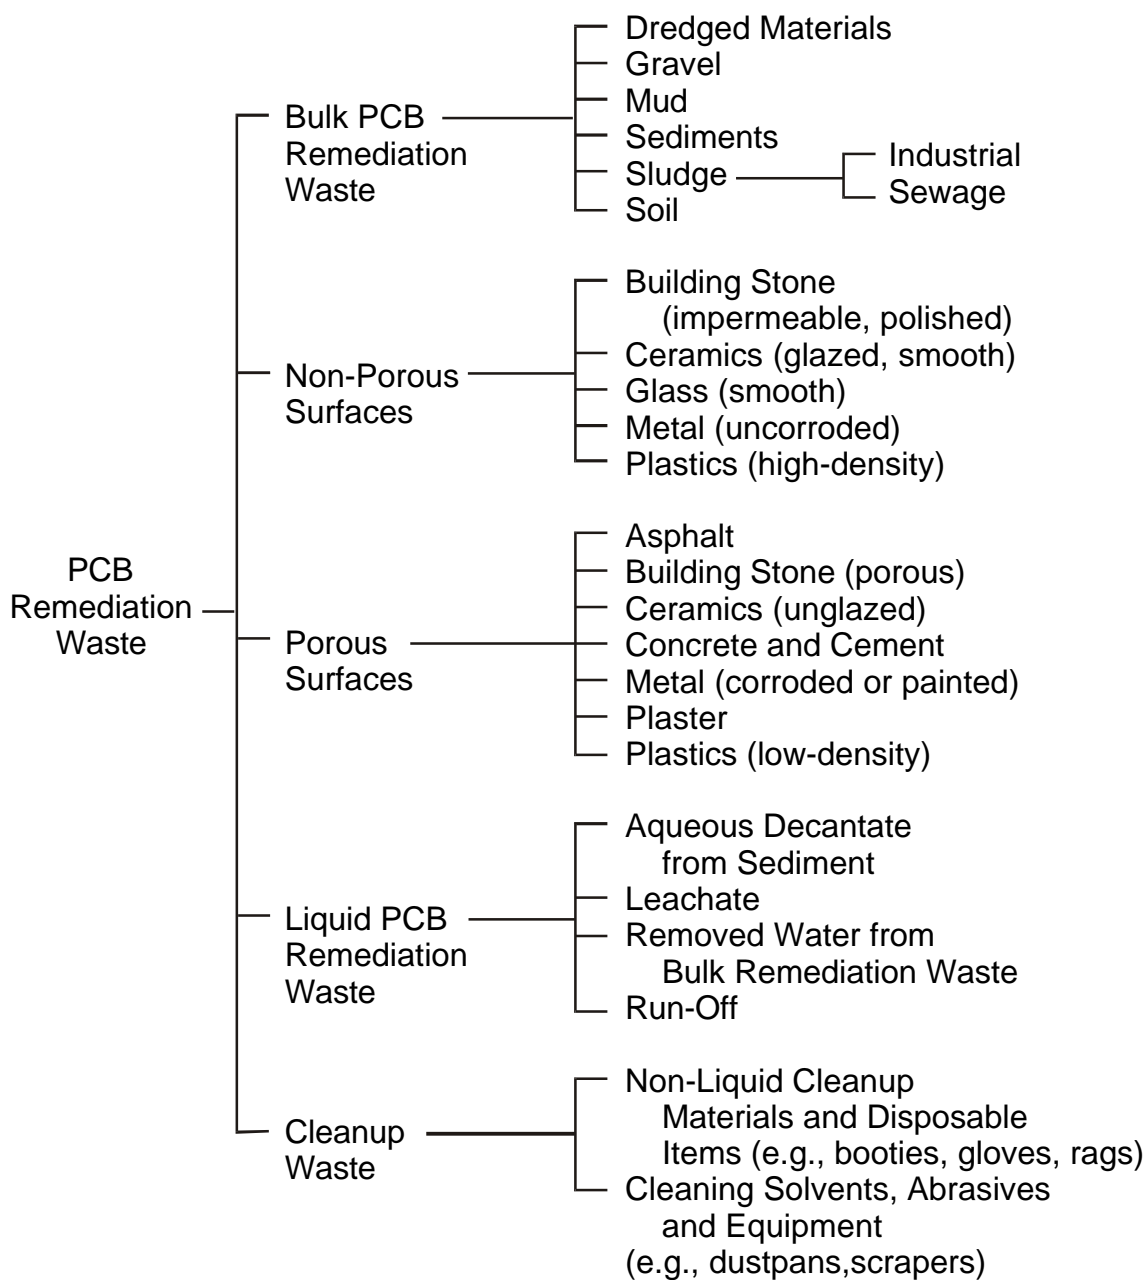 Dredged Materials
Gravel
Mud
Sediments
Sludge
Soil
Industrial
Sewage
Bulk PCB
Remediation
Waste
Building Stone
(impermeable, polished)
Ceramics (glazed, smooth)
Glass (smooth)
Metal (uncorroded)
Plastics (high-density)
Non-Porous
Surfaces
PCB
Remediation
Waste
Asphalt
Building Stone (porous)
Ceramics (unglazed)
Concrete and Cement
Metal (corroded or painted)
Plaster
Plastics (low-density)
Porous
Surfaces
Aqueous Decantate
from Sediment
Leachate
Removed Water from
Bulk Remediation Waste
Run-Off
Liquid PCB
Remediation
Waste
Non-Liquid Cleanup
Materials and Disposable
Items (e.g., booties, gloves, rags)
Cleaning Solvents, Abrasives
and Equipment
(e.g., dustpans,scrapers)
Cleanup
Waste